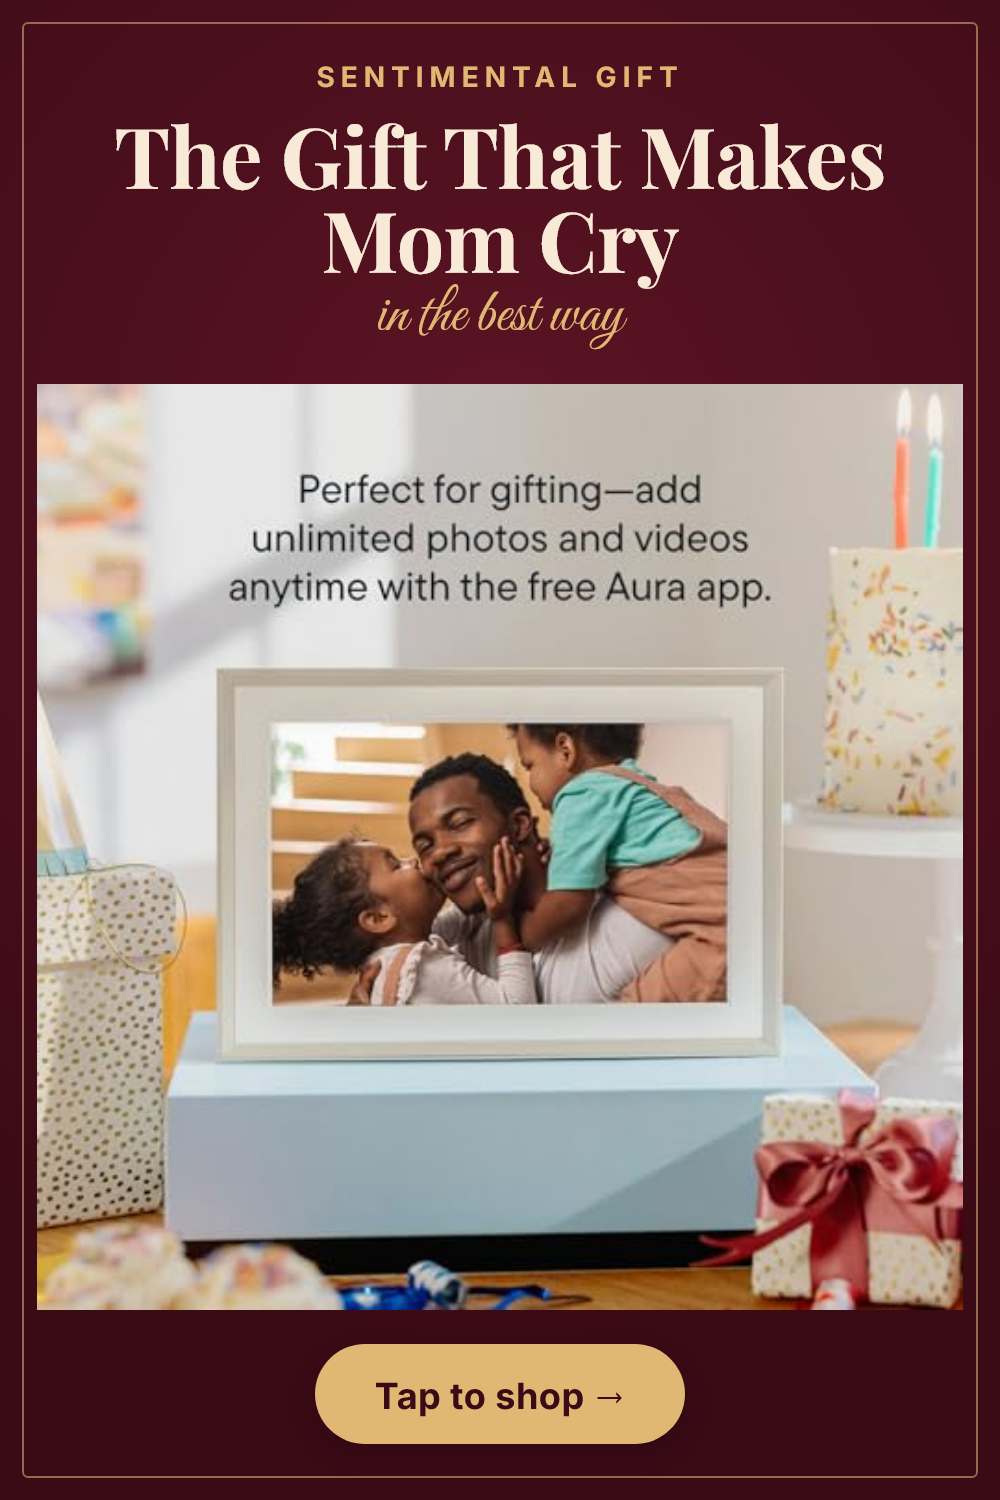 SENTIMENTAL GIFT
The Gift That Makes
Mom Cry
in the best way
Perfect for gifting—add
unlimited photos and videos
anytime with the free Aura app.
Tap to shop →